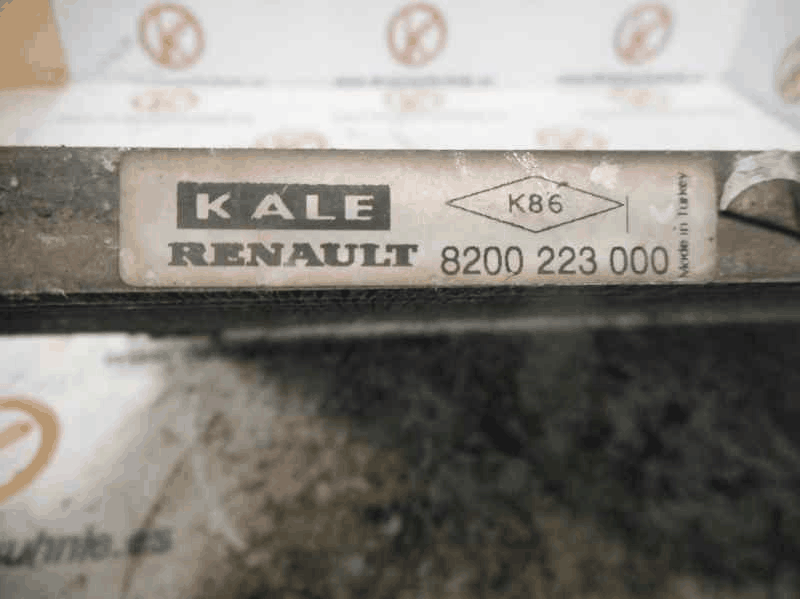 KALE
RENAULT
K86
8200 223 000
Made in Turkey